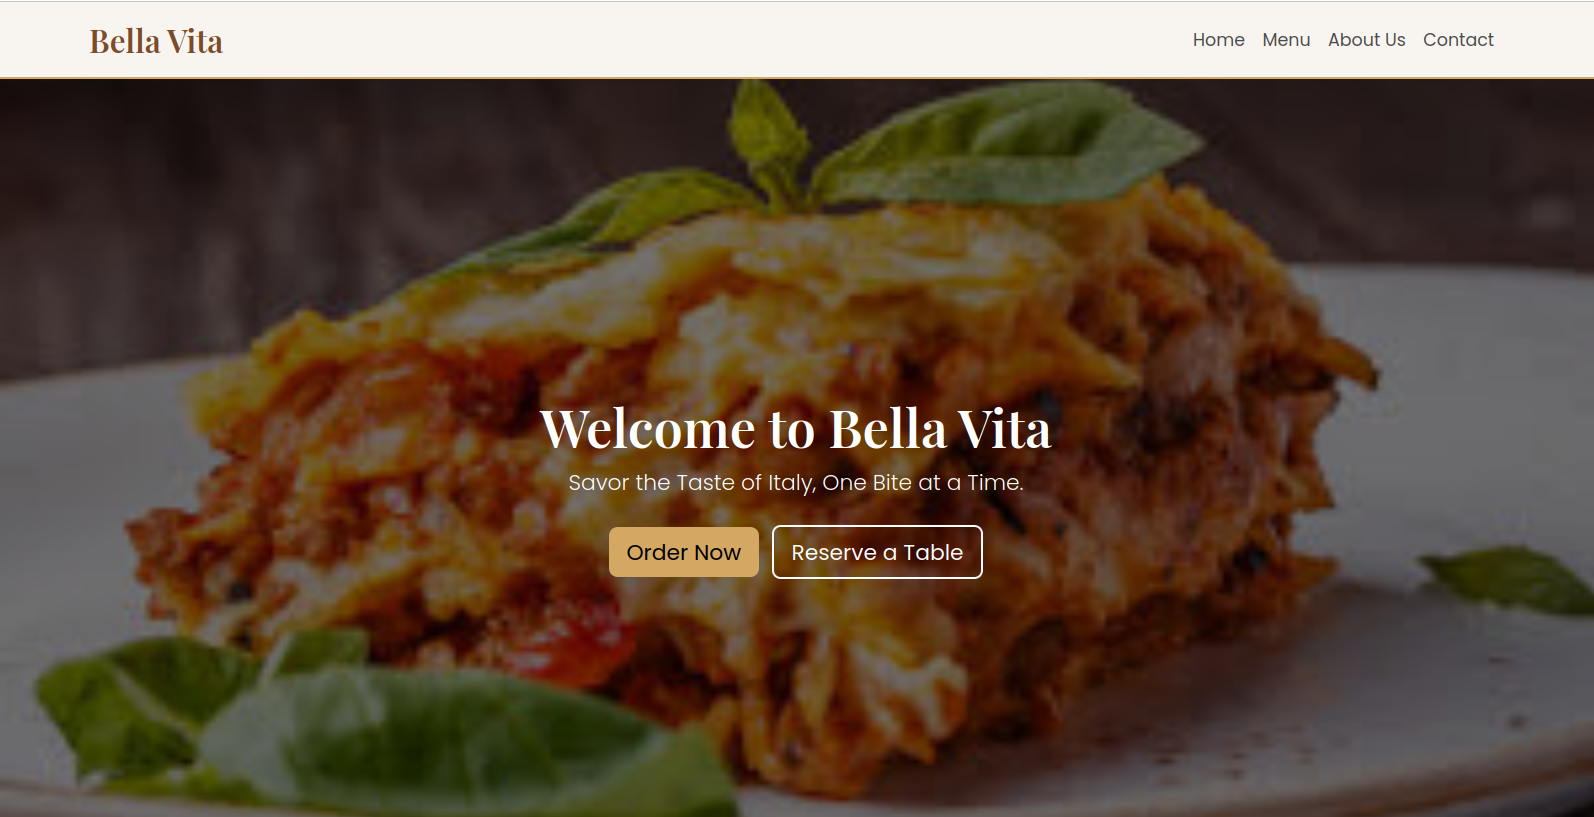 Bella Vita
Home Menu About Us Contact
Welcome to Bella Vita
Savor the Taste of Italy, One Bite at a Time.
Order Now Reserve a Table